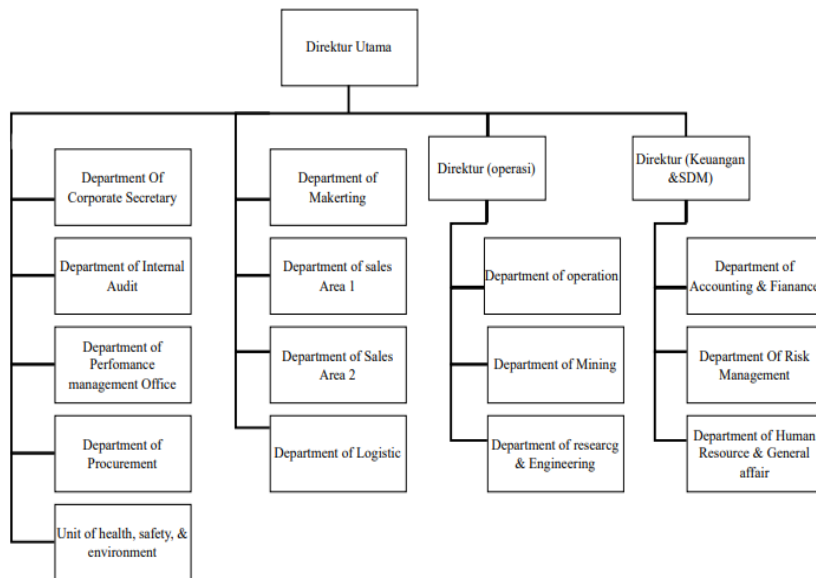 Direktur Utama
Department Of
Corporate Secretary
Department of Internal
Audit
Department of
Perfomance
management Office
Department of
Procurement
Unit of health, safety, &
environment
Department of
Makerting
Department of sales
Area 1
Department of Sales
Area 2
Department of Logistic
Direktur (operasi)
Department of operation
Department of Mining
Department of researcg
& Engineering
Direktur (Keuangan
&SDM)
Department of
Accounting & Fianance
Department Of Risk
Management
Department of Human
Resource & General
affair